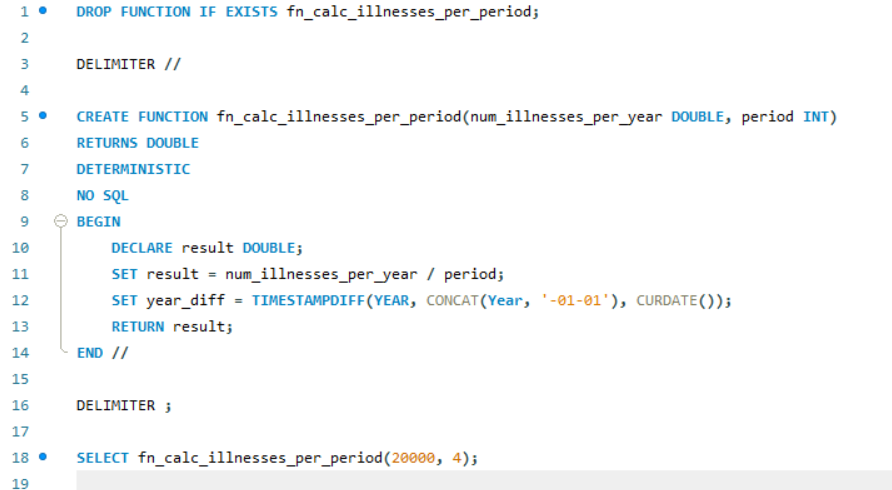 1 DROP FUNCTION IF EXISTS fn_calc_illnesses_per_period;
2
3 DELIMITER //
4
5 CREATE FUNCTION fn_calc_illnesses_per_period(num_illnesses_per_year DOUBLE, period INT)
6 RETURNS DOUBLE
7 DETERMINISTIC
8 NO SQL
9 BEGIN
10 DECLARE result DOUBLE;
11 SET result = num_illnesses_per_year / period;
12 SET year_diff = TIMESTAMPDIFF(YEAR, CONCAT(Year, '-01-01'), CURDATE());
13 RETURN result;
14 END //
15
16 DELIMITER ;
17
18 SELECT fn_calc_illnesses_per_period(20000, 4);
19